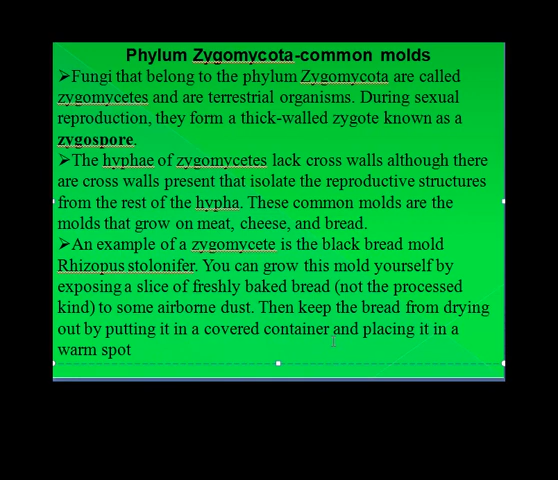 Phylum Zygomycota-common molds
➢Fungi that belong to the phylum Zygomycota are called
zygomycetes and are terrestrial organisms. During sexual
reproduction, they form a thick-walled zygote known as a
zygospore.
➢The hyphae of zygomycetes lack cross walls although there
are cross walls present that isolate the reproductive structures
from the rest of the hypha. These common molds are the
molds that grow on meat, cheese, and bread.
➢An example of a zygomycete is the black bread mold
Rhizopus stolonifer. You can grow this mold yourself by
exposing a slice of freshly baked bread (not the processed
kind) to some airborne dust. Then keep the bread from drying
out by putting it in a covered container and placing it in a
warm spot